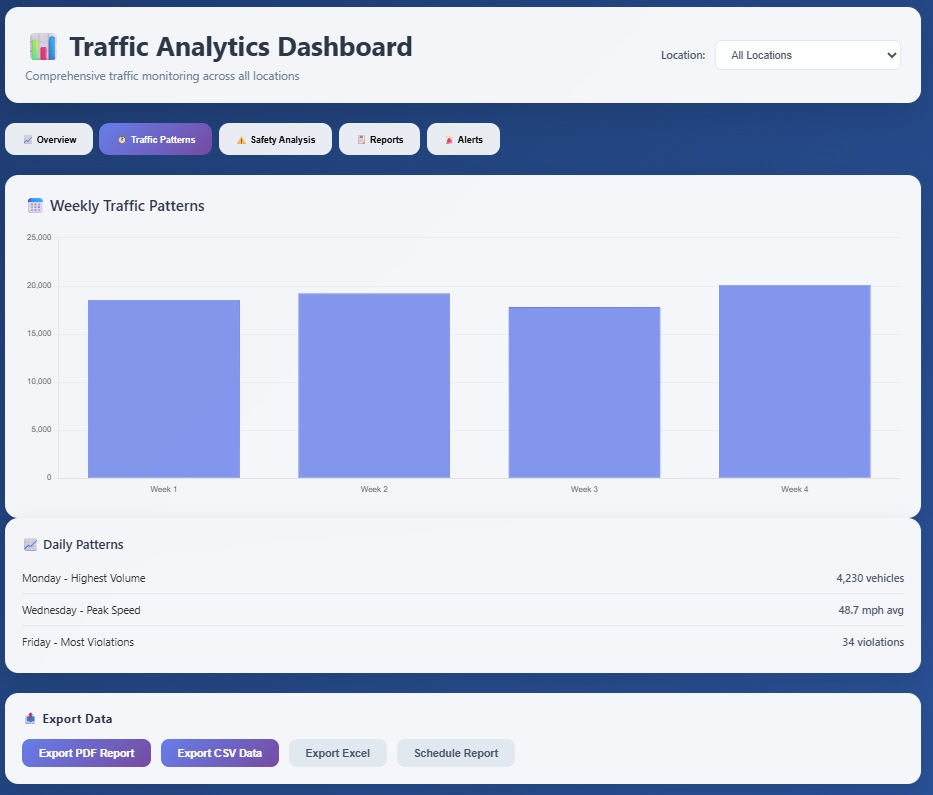 Traffic Analytics Dashboard
Comprehensive traffic monitoring across all locations
Location: All Locations
Overview Traffic Patterns Safety Analysis Reports Alerts
Weekly Traffic Patterns
25,000
20,000
15,000
10,000
5,000
0
Week 1 Week 2 Week 3 Week 4
Daily Patterns
Monday - Highest Volume 4,230 vehicles
Wednesday - Peak Speed 48.7 mph avg
Friday - Most Violations 34 violations
Export Data
Export PDF Report Export CSV Data Export Excel Schedule Report